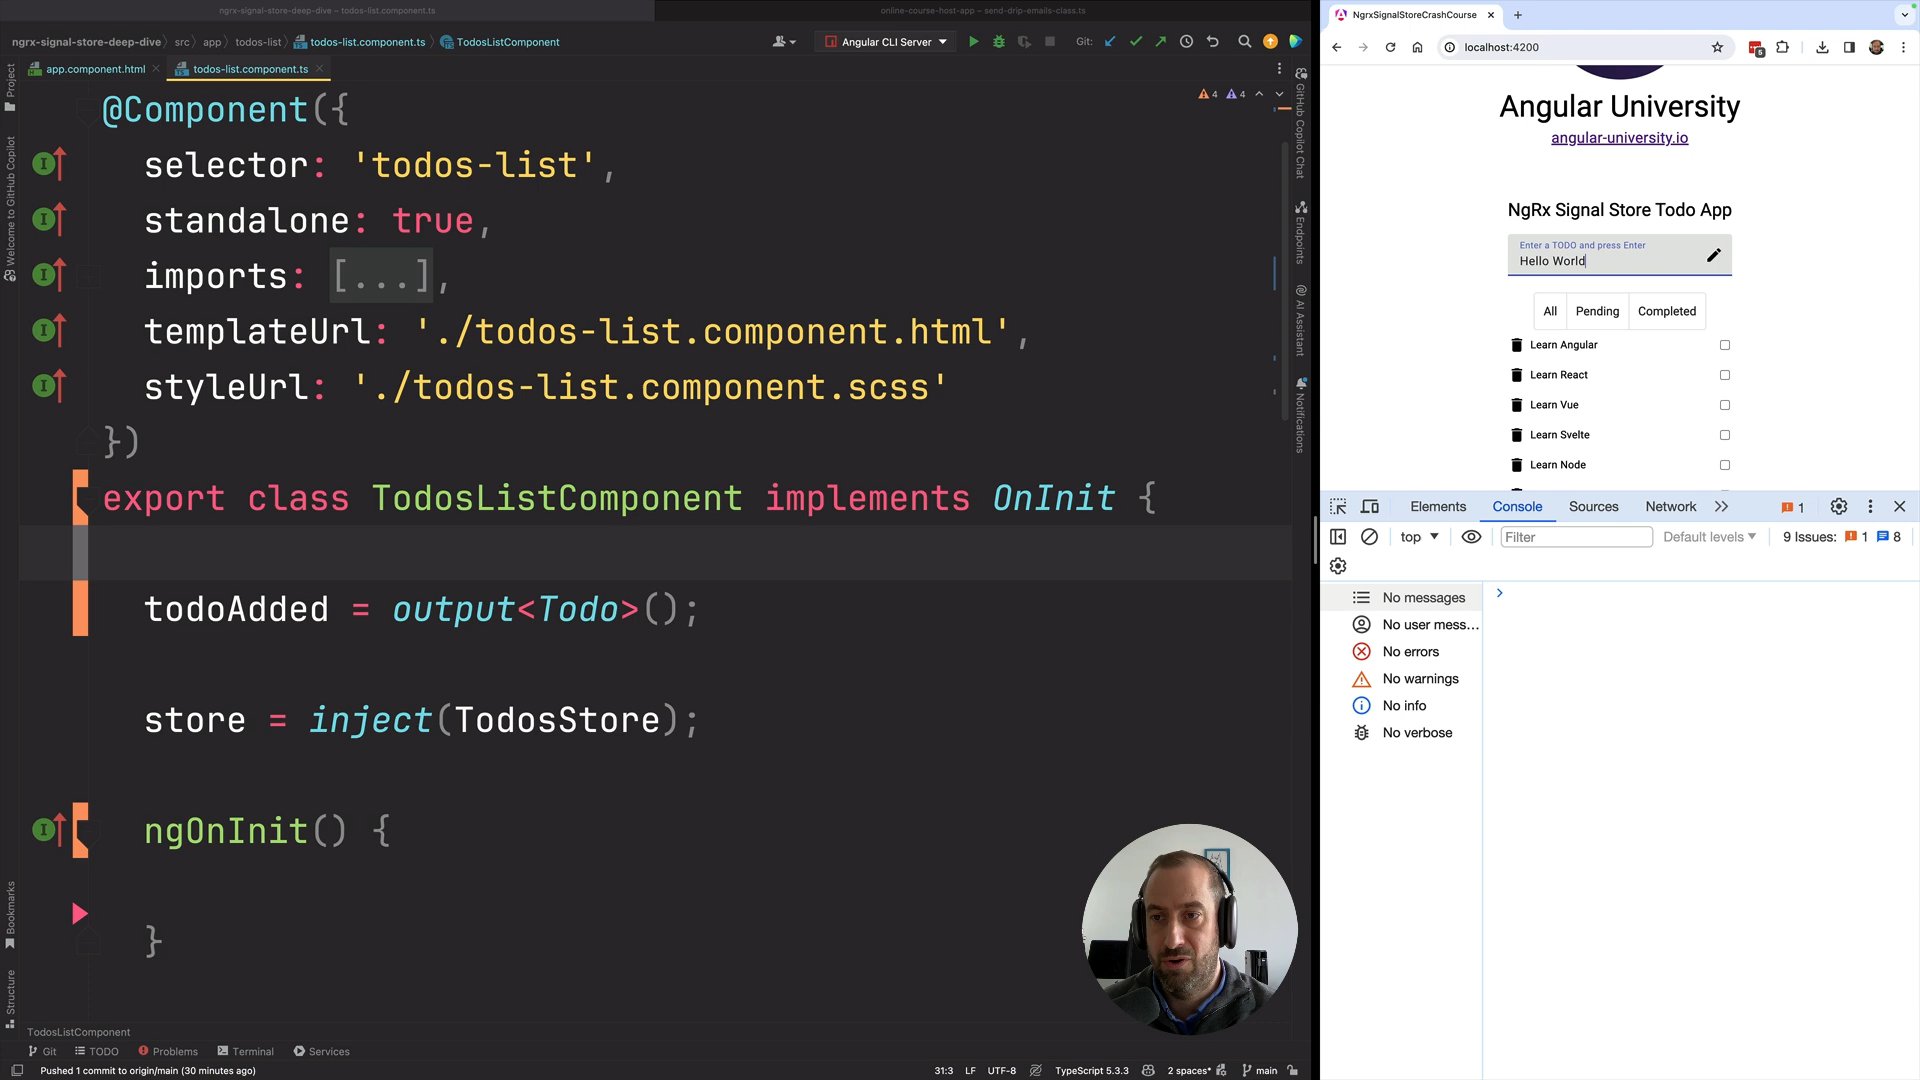 ngrx-signal-store-deep-dive – todos-list.component.ts
online-course-host-app – send-drip-emails-class.ts
ngrx-signal-store-deep-dive
src
app
todos-list
todos-list.component.ts
TodosListComponent
Angular CLI Server
Git:
app.component.html
todos-list.component.ts
4
4
Project
Welcome to GitHub Copilot
Bookmarks
Structure
@Component({
selector: 'todos-list',
standalone: true,
imports: [...],
templateUrl: './todos-list.component.html',
styleUrl: './todos-list.component.scss'
})
export class TodosListComponent implements OnInit {
todoAdded = output<Todo>();
store = inject(TodosStore);
ngOnInit() {
}
GitHub Copilot Chat
Endpoints
AI Assistant
Notifications
TodosListComponent
Git
TODO
Problems
Terminal
Services
Pushed 1 commit to origin/main (30 minutes ago)
31:3
LF
UTF-8
TypeScript 5.3.3
2 spaces*
main
NgrxSignalStoreCrashCourse
localhost:4200
5
Angular University
angular-university.io
NgRx Signal Store Todo App
Enter a TODO and press Enter
Hello World
All
Pending
Completed
Learn Angular
Learn React
Learn Vue
Learn Svelte
Learn Node
Elements
Console
Sources
Network
1
top
Filter
Default levels
9 Issues:
1
8
No messages
No user mess...
No errors
No warnings
No info
No verbose